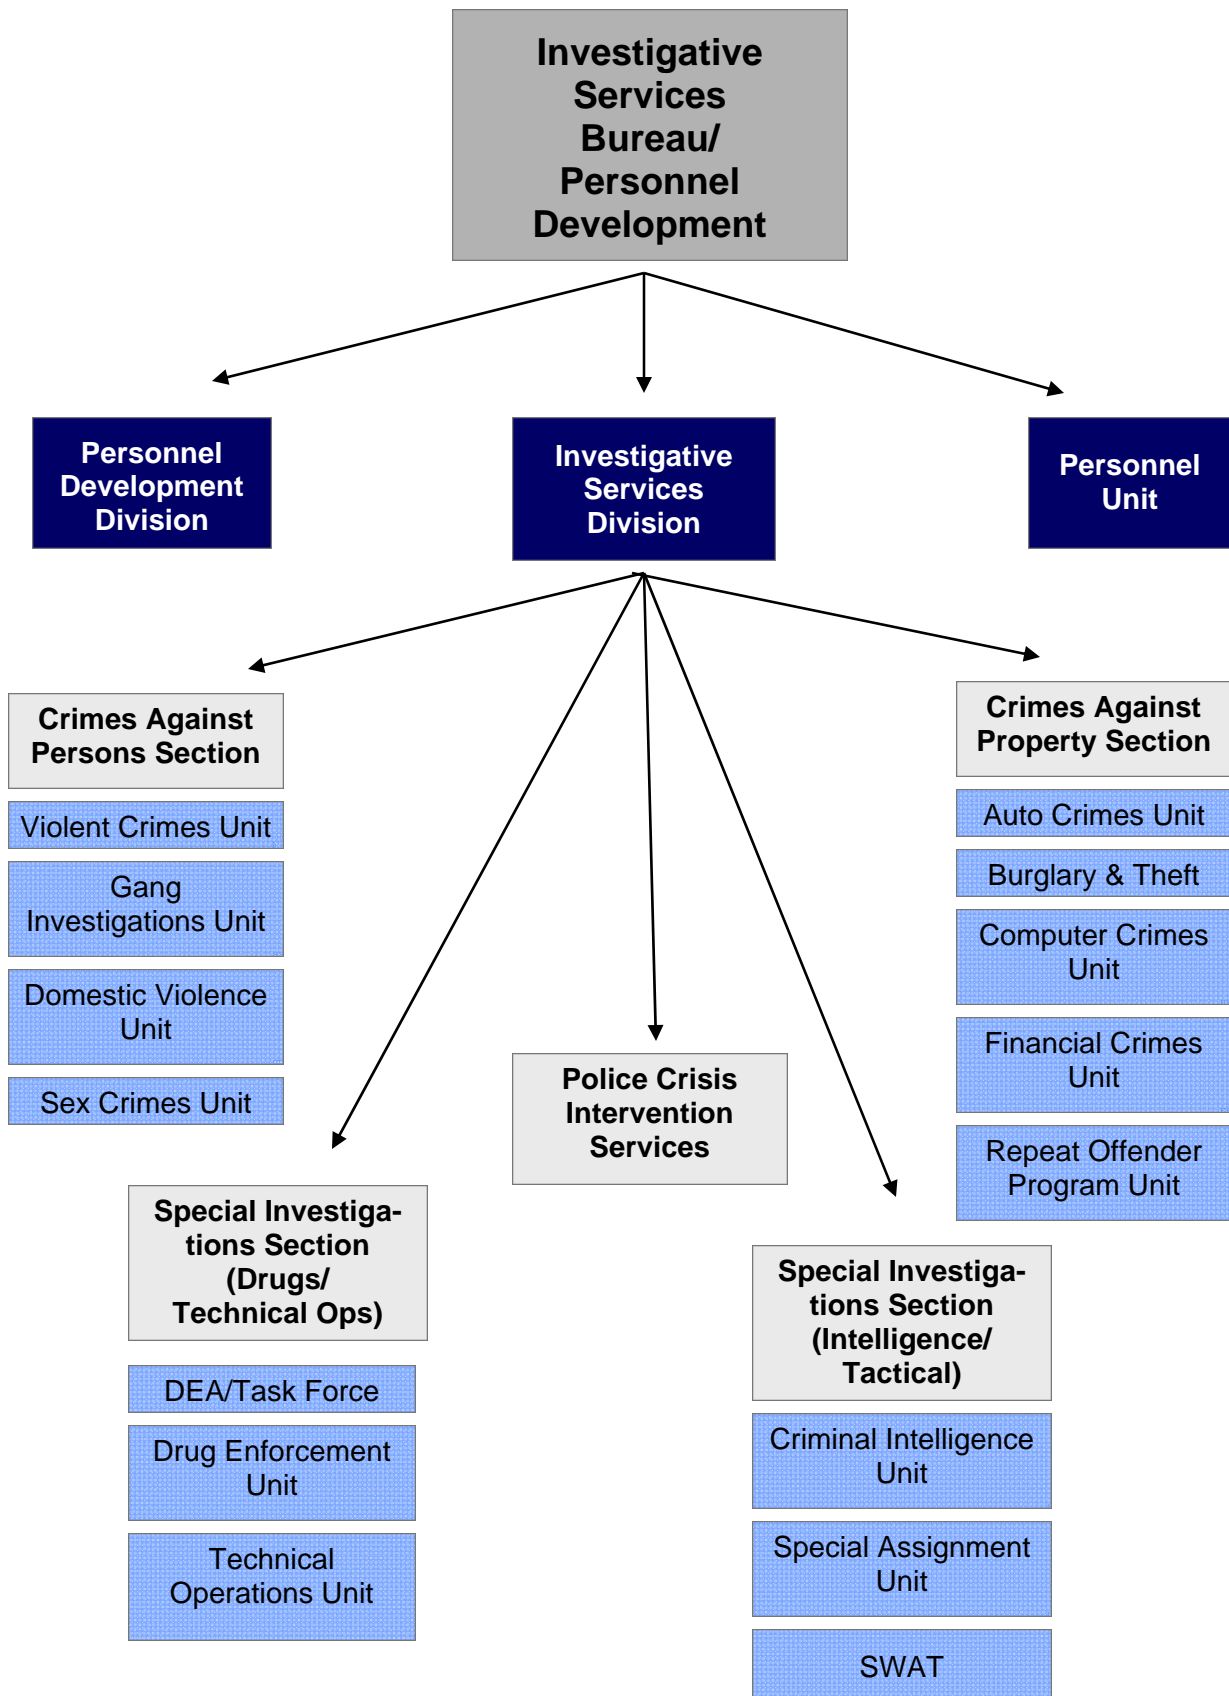 Investigative
Services
Bureau/
Personnel
Development
Personnel
Development
Division
Investigative
Services
Division
Personnel
Unit
Crimes Against
Persons Section
Violent Crimes Unit
Gang
Investigations Unit
Domestic Violence
Unit
Sex Crimes Unit
Crimes Against
Property Section
Auto Crimes Unit
Burglary & Theft
Computer Crimes
Unit
Financial Crimes
Unit
Repeat Offender
Program Unit
Police Crisis
Intervention
Services
Special Investiga-
tions Section
(Drugs/
Technical Ops)
DEA/Task Force
Drug Enforcement
Unit
Technical
Operations Unit
Special Investiga-
tions Section
(Intelligence/
Tactical)
Criminal Intelligence
Unit
Special Assignment
Unit
SWAT